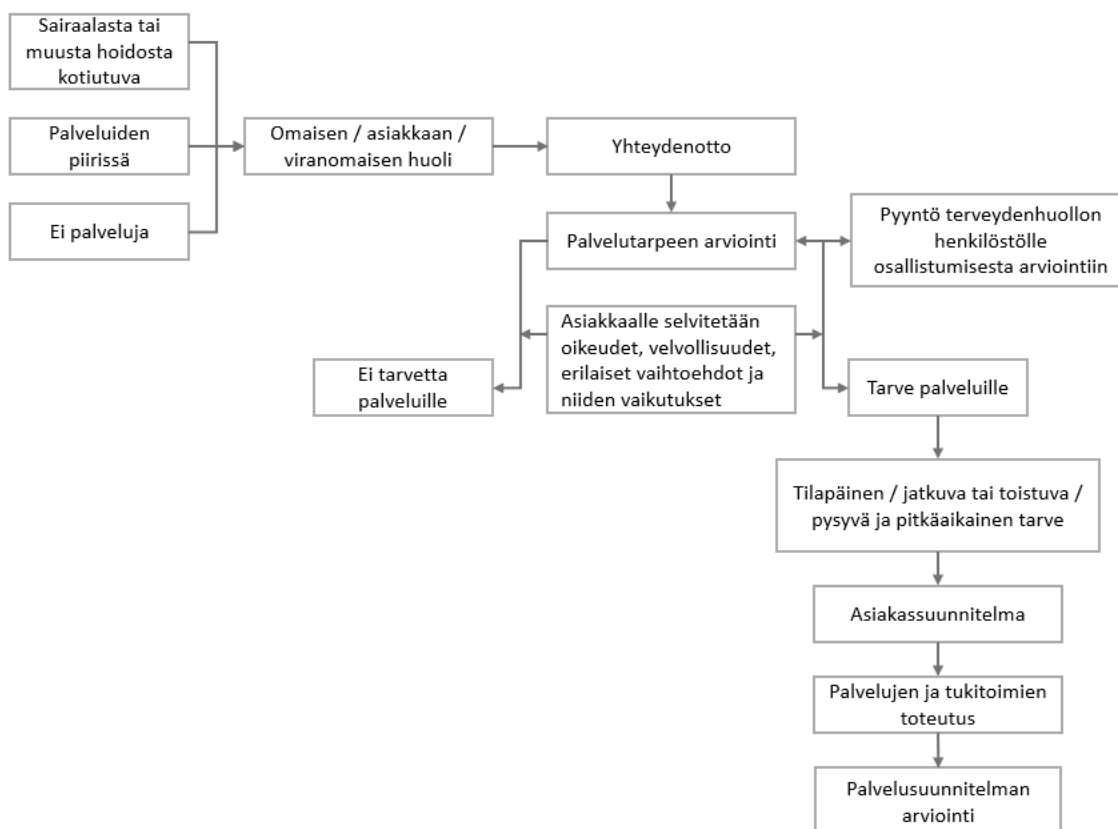 Sairaalasta tai
muusta hoidosta
kotiutuva
Palveluiden
piirissä
Ei palveluja
Omaisen / asiakkaan /
viranomaisen huoli
Yhteydenotto
Palvelutarpeen arviointi
Pyyntö terveydenhuollon
henkilöstölle
osallistumisesta arviointiin
Asiakkaalle selvitetään
oikeudet, velvollisuudet,
erilaiset vaihtoehdot ja
niiden vaikutukset
Ei tarvetta
palveluille
Tarve palveluille
Tilapäinen / jatkuva tai toistuva /
pysyvä ja pitkäaikainen tarve
Asiakassuunnitelma
Palvelujen ja tukitoimien
toteutus
Palvelusuunnitelman
arviointi